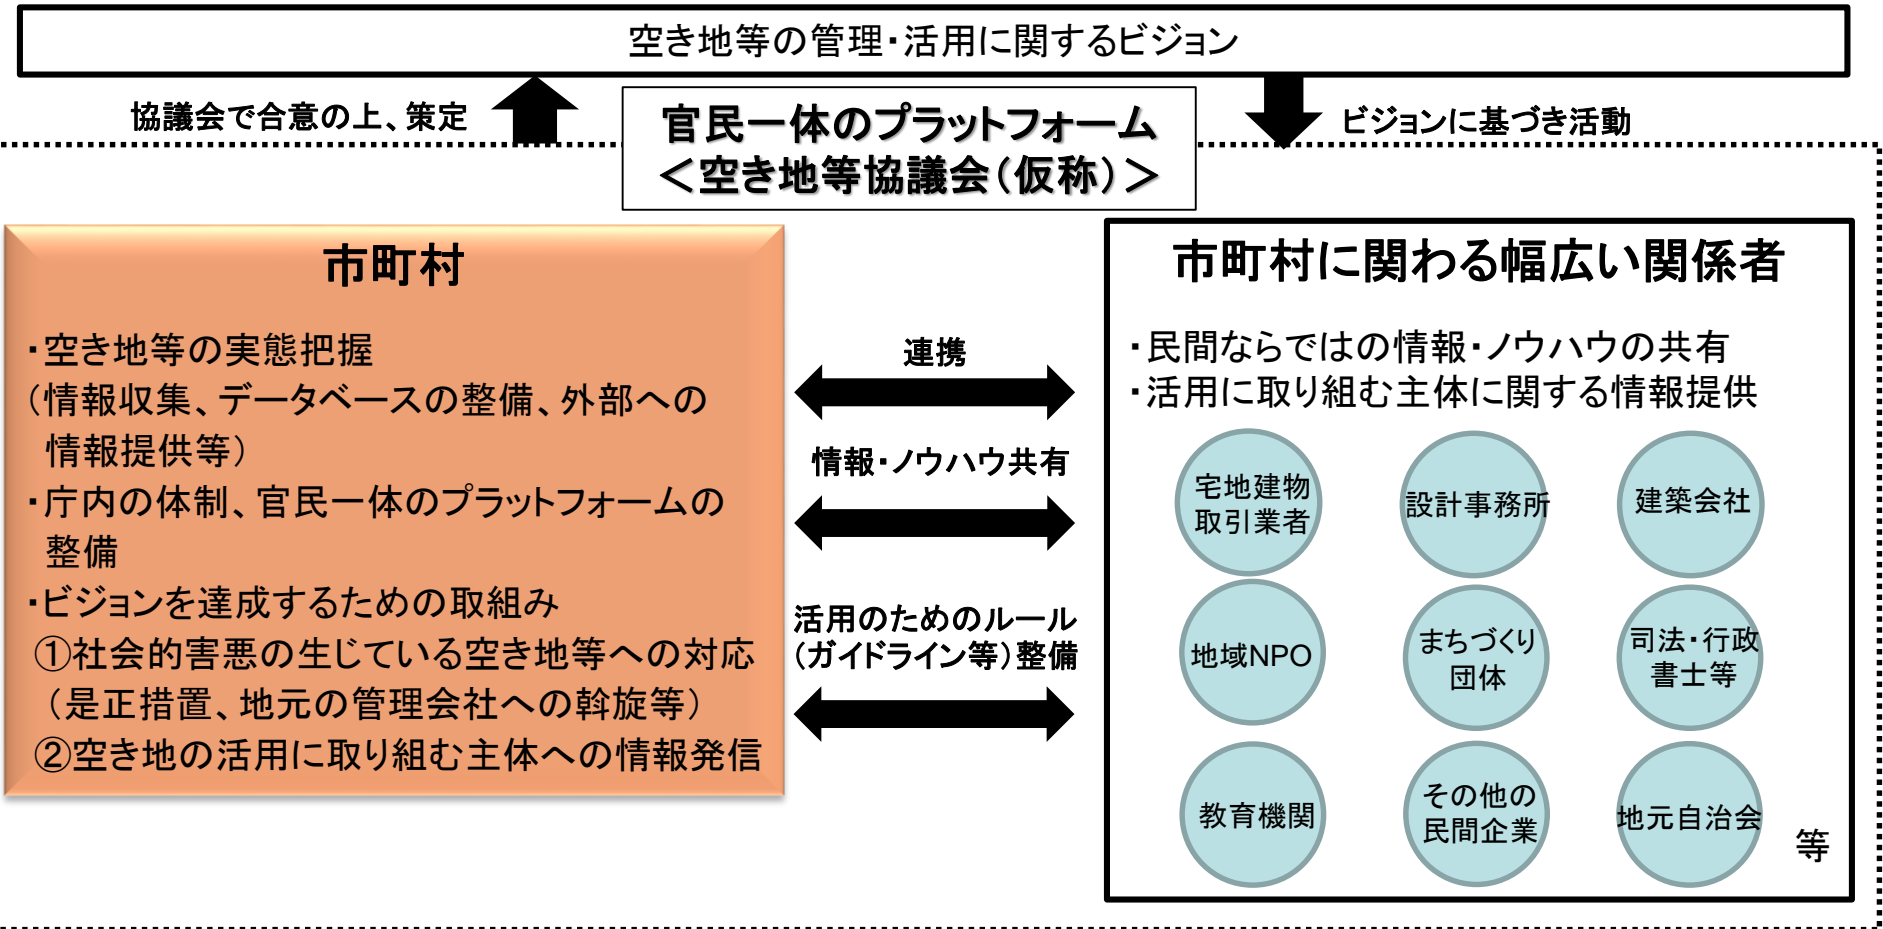 空き地等の管理・活用に関するビジョン
協議会で合意の上、策定
官民一体のプラットフォーム
＜空き地等協議会（仮称）＞
ビジョンに基づき活動
市町村
・空き地等の実態把握
（情報収集、データベースの整備、外部への
情報提供等）
・庁内の体制、官民一体のプラットフォームの
整備
・ビジョンを達成するための取組み
①社会的害悪の生じている空き地等への対応
（是正措置、地元の管理会社への斡旋等）
②空き地の活用に取り組む主体への情報発信
連携
情報・ノウハウ共有
活用のためのルール
（ガイドライン等）整備
市町村に関わる幅広い関係者
・民間ならではの情報・ノウハウの共有
・活用に取り組む主体に関する情報提供
宅地建物
取引業者
設計事務所
建築会社
地域NPO
まちづくり
団体
司法・行政
書士等
教育機関
その他の
民間企業
地元自治会
等